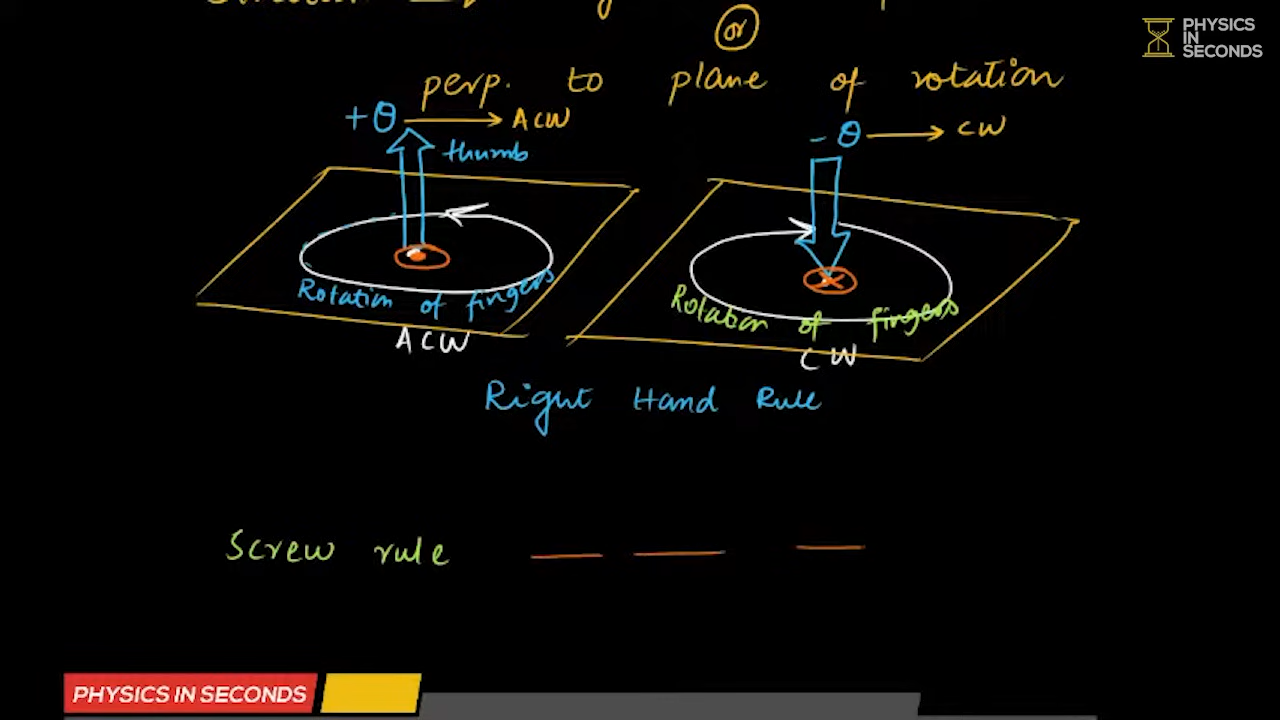 or
PHYSICS
IN
SECONDS
perp. to plane of rotation
+θ → ACW
-θ → CW
thumb
Rotation of fingers
Rotation of fingers
ACW
CW
Right Hand Rule
Screw rule
PHYSICS IN SECONDS